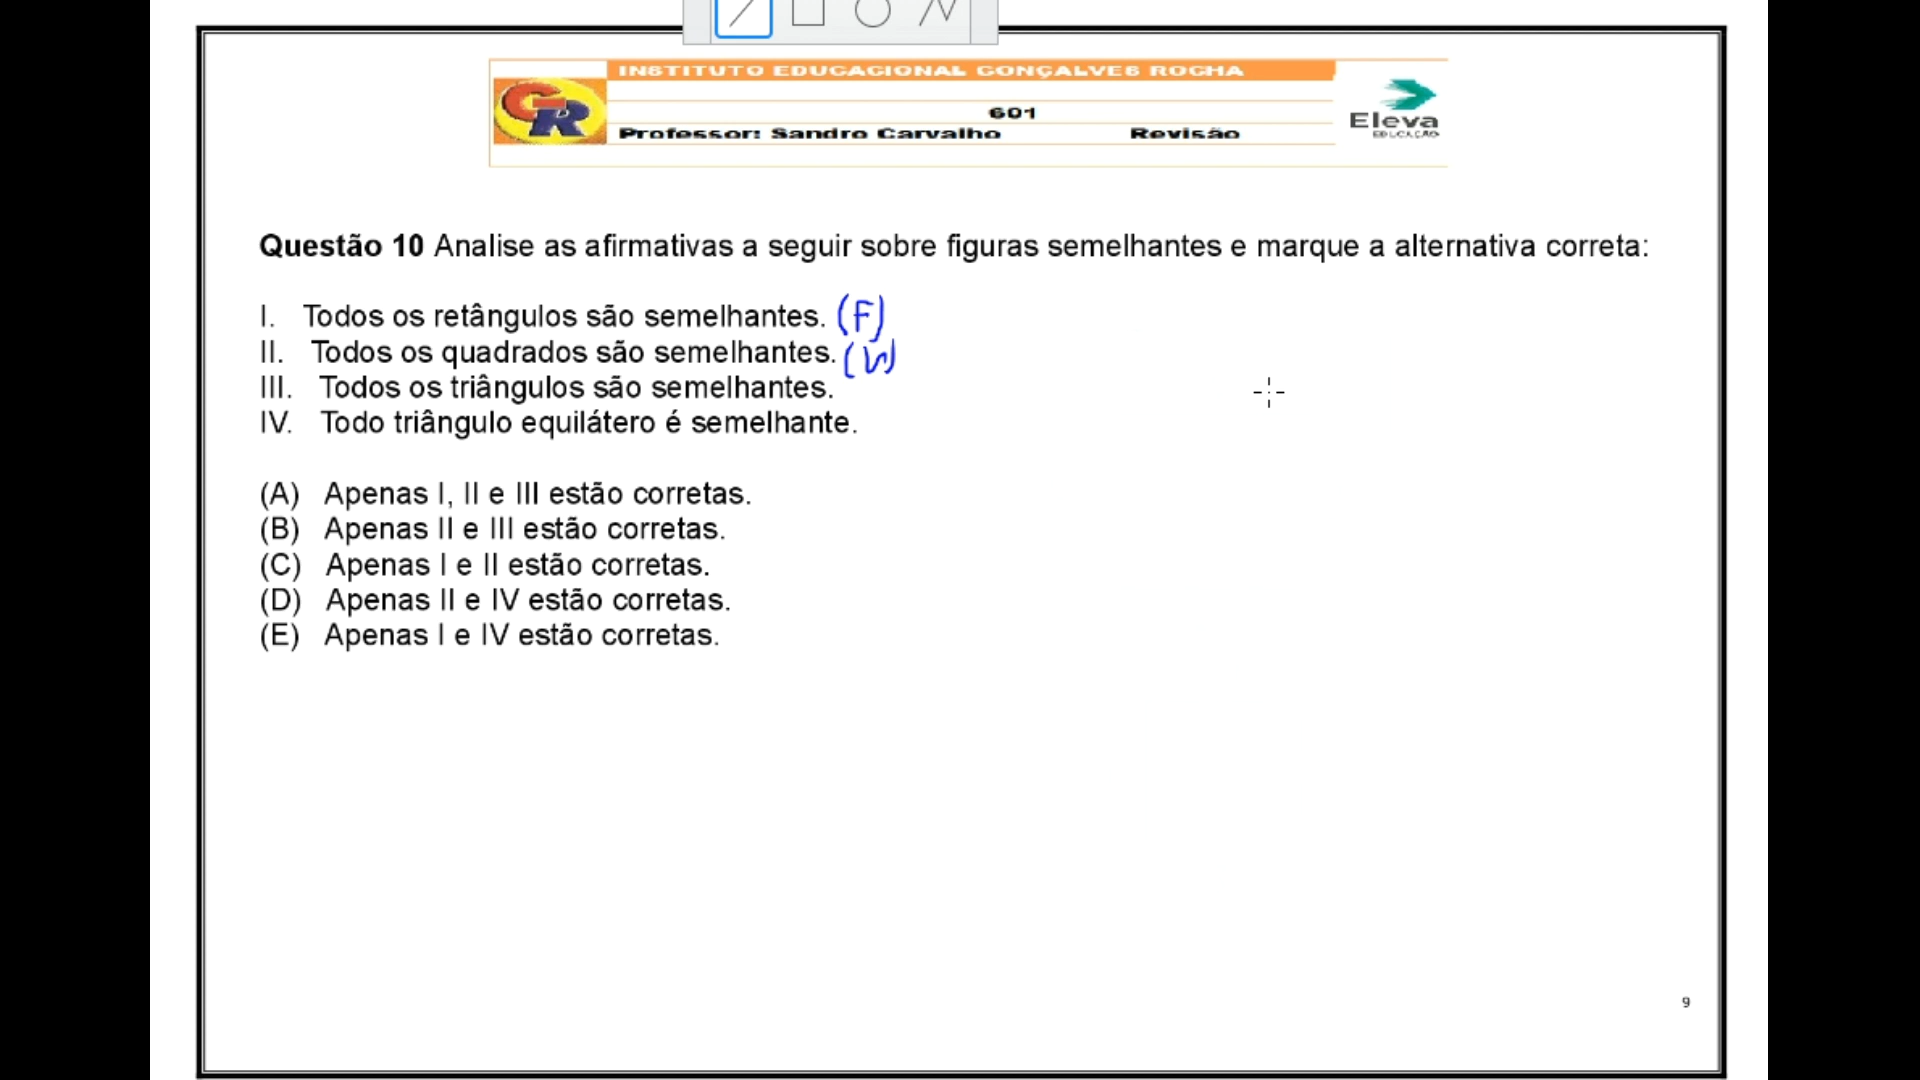 INSTITUTO EDUCACIONAL GONÇALVES ROCHA
GR
601
Professor: Sandro Carvalho Revisão
Eleva
EDUCAÇÃO
Questão 10 Analise as afirmativas a seguir sobre figuras semelhantes e marque a alternativa correta:
I. Todos os retângulos são semelhantes. (F)
II. Todos os quadrados são semelhantes. (V)
III. Todos os triângulos são semelhantes.
IV. Todo triângulo equilátero é semelhante.
(A) Apenas I, II e III estão corretas.
(B) Apenas II e III estão corretas.
(C) Apenas I e II estão corretas.
(D) Apenas II e IV estão corretas.
(E) Apenas I e IV estão corretas.
9